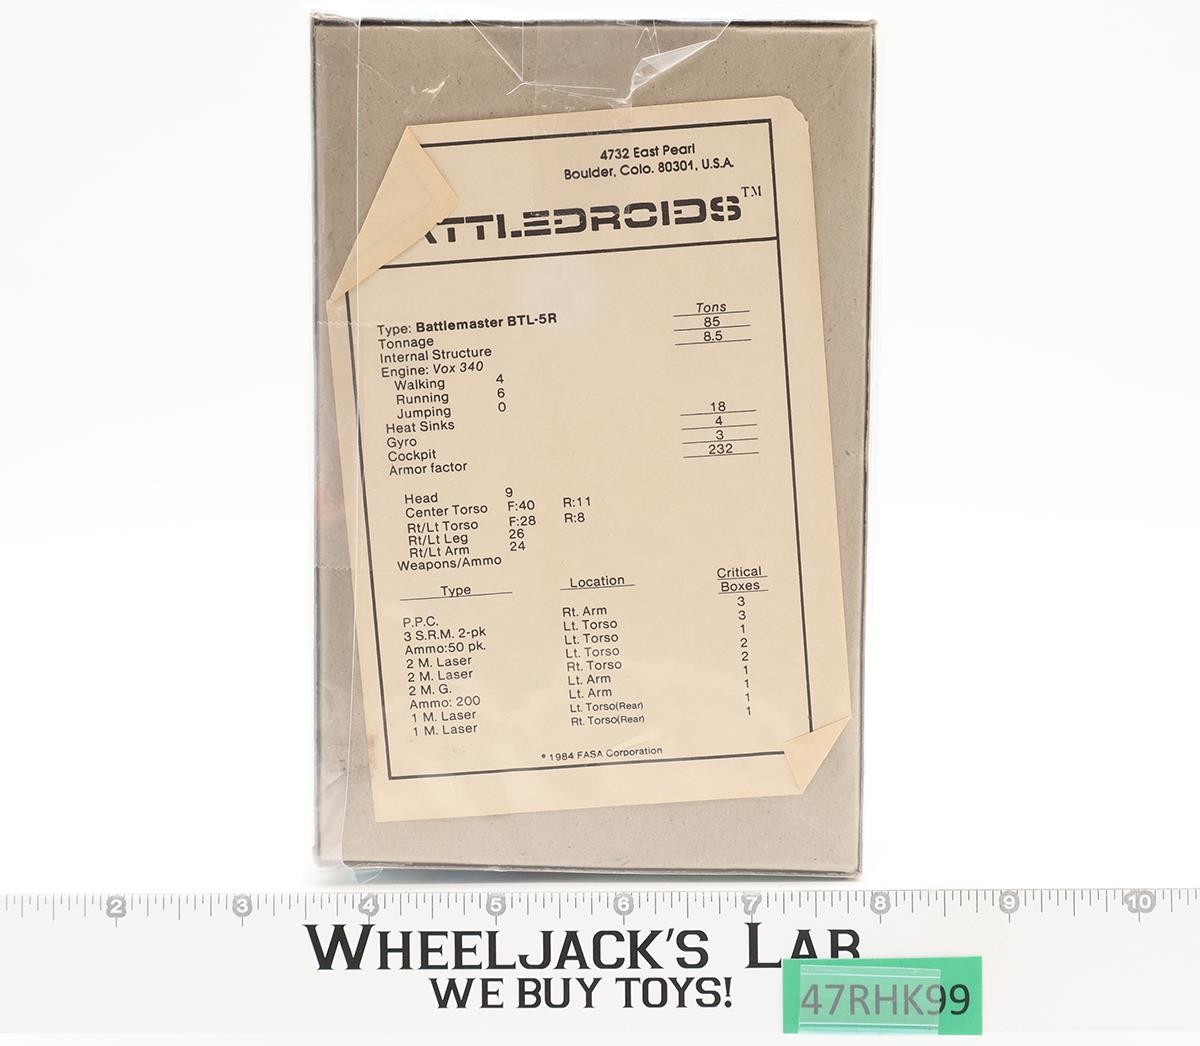 4732 East Pearl
Boulder, Colo. 80301, U.S.A.
ATTLEDROIDS™
Tons
Type: Battlemaster BTL-5R
Tonnage 85
Internal Structure 8.5
Engine: Vox 340
Walking 4
Running 6
Jumping 0
Heat Sinks 18
Gyro 4
Cockpit 3
Armor factor 232
Head 9
Center Torso F:40 R:11
Rt/Lt Torso F:28 R:8
Rt/Lt Leg 26
Rt/Lt Arm 24
Weapons/Ammo
Type Location Critical Boxes
P.P.C. Rt. Arm 3
3 S.R.M. 2-pk Lt. Torso 3
Ammo:50 pk. Lt. Torso 1
2 M. Laser Lt. Torso 2
2 M. Laser Rt. Torso 2
2 M. G. Lt. Arm 1
Ammo: 200 Lt. Arm 1
1 M. Laser Lt. Torso(Rear) 1
1 M. Laser Rt. Torso(Rear) 1
© 1984 FASA Corporation
2 3 4 5 6 7 8 9 10
WHEELJACK'S LAB
WE BUY TOYS!
47RHK99